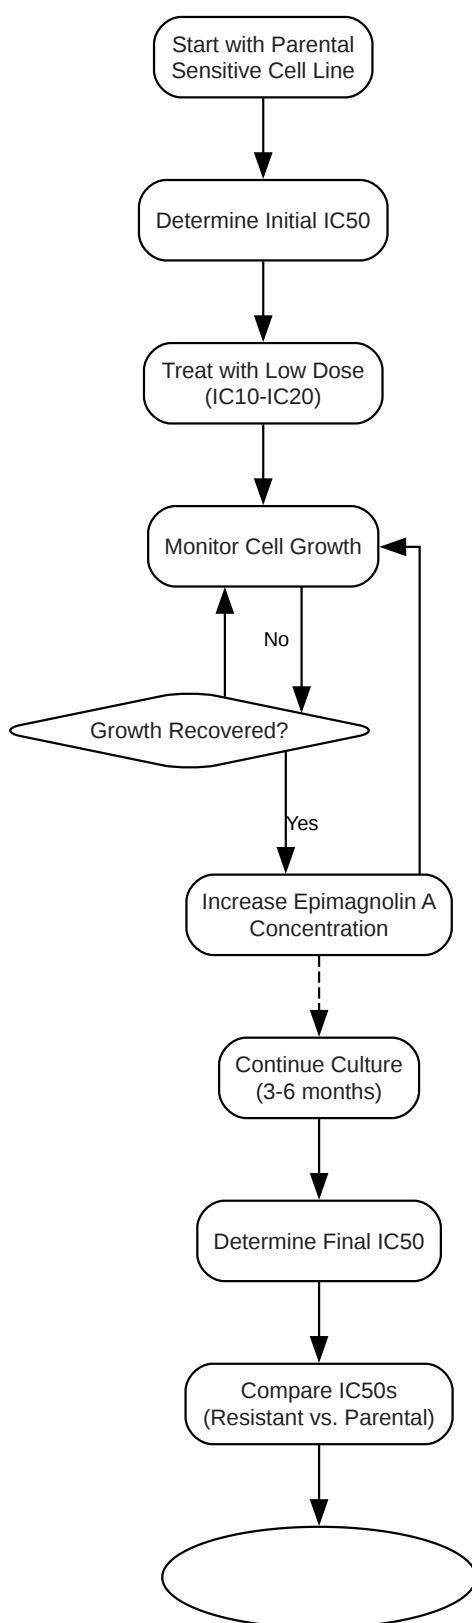 Start with Parental
Sensitive Cell Line
Determine Initial IC50
Treat with Low Dose
(IC10-IC20)
Monitor Cell Growth
No
Growth Recovered?
Yes
Increase Epimagnolin A
Concentration
Continue Culture
(3-6 months)
Determine Final IC50
Compare IC50s
(Resistant vs. Parental)